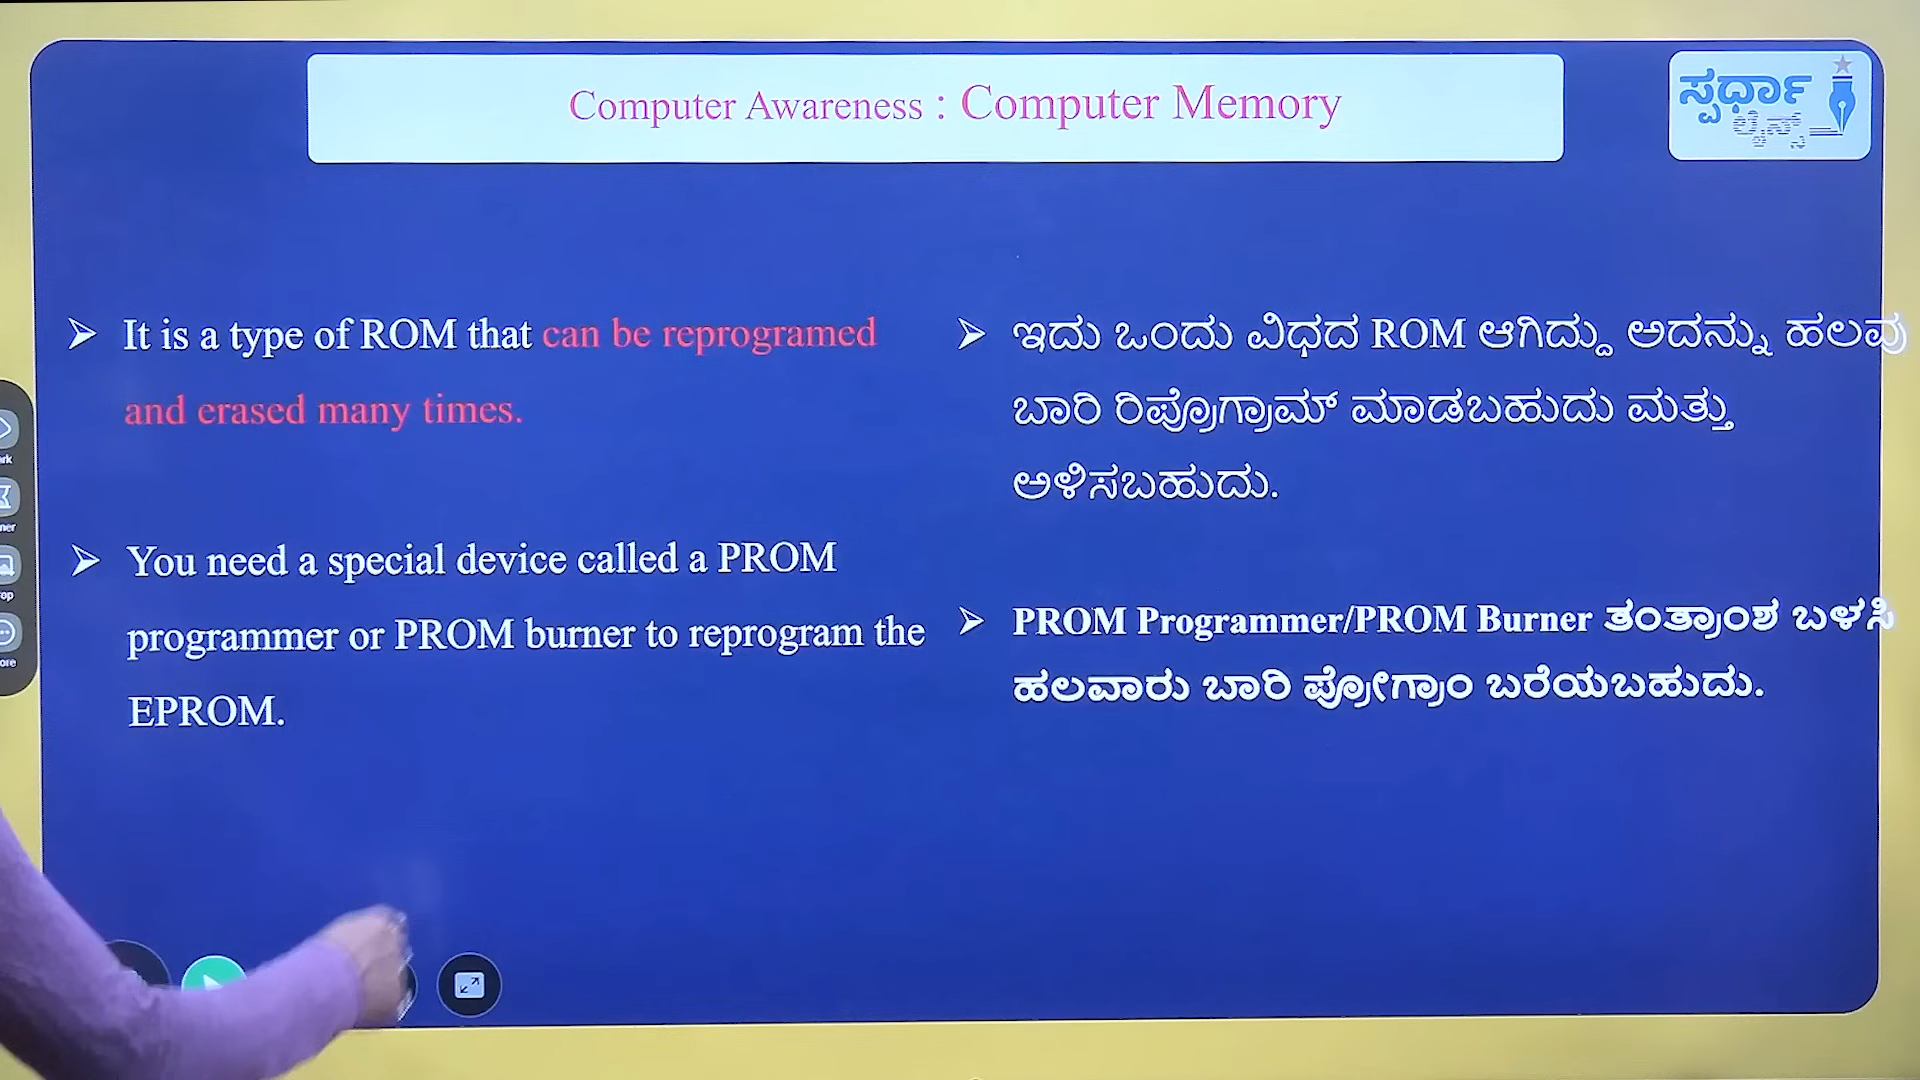 Computer Awareness : Computer Memory
ಸ್ಪರ್ಧಾ
➢ It is a type of ROM that can be reprogramed
and erased many times.
➢ You need a special device called a PROM
programmer or PROM burner to reprogram the
EPROM.
➢ ಇದು ಒಂದು ವಿಧದ ROM ಆಗಿದ್ದು ಅದನ್ನು ಹಲವು
ಬಾರಿ ರಿಪ್ರೊಗ್ರಾಮ್ ಮಾಡಬಹುದು ಮತ್ತು
ಅಳಿಸಬಹುದು.
➢ PROM Programmer/PROM Burner ತಂತ್ರಾಂಶ ಬಳಸಿ
ಹಲವಾರು ಬಾರಿ ಪ್ರೋಗ್ರಾಂ ಬರೆಯಬಹುದು.